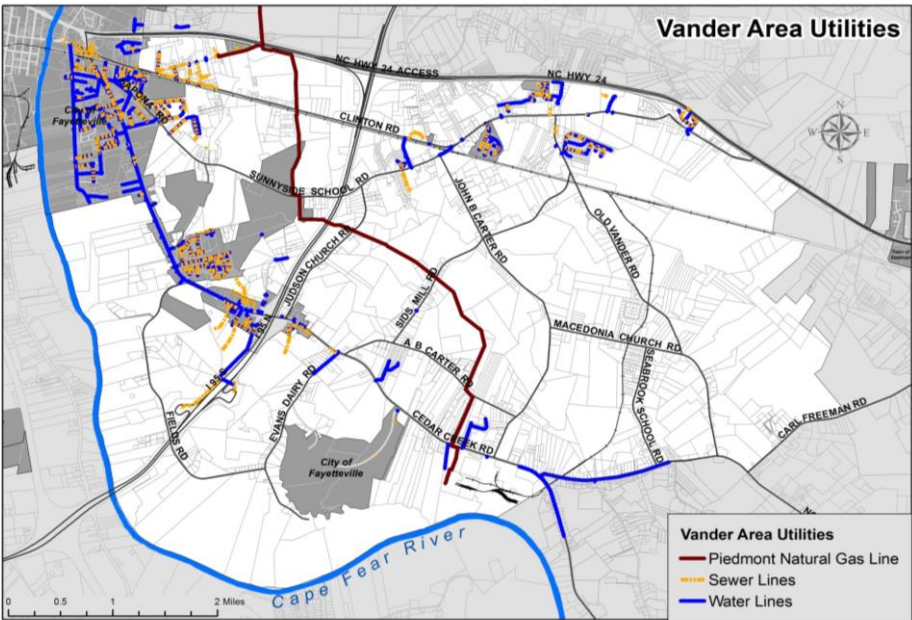 Vander Area Utilities
NC HWY 24 ACCESS
NC HWY 24
City of
Fayetteville
CLINTON RD
N
W E
S
SUNNYSIDE SCHOOL RD
JOHN B CARTER RD
OLD VANDER RD
JUDSON CHURCH RD
SIDS MILL RD
I 95 N
MACEDONIA CHURCH RD
A B CARTER RD
SEABROOK SCHOOL RD
I 95 S
EVANS DAIRY RD
FIELDS RD
CEDAR CREEK RD
CARL FREEMAN RD
City of
Fayetteville
Cape Fear River
Vander Area Utilities
Piedmont Natural Gas Line
Sewer Lines
Water Lines
0 0.5 1 2 Miles